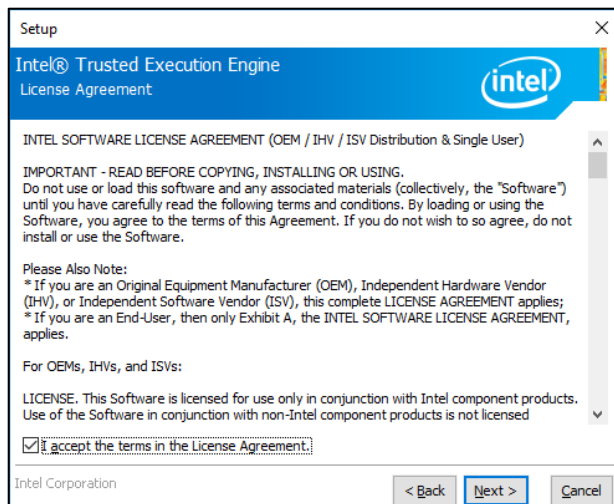 Setup
Intel® Trusted Execution Engine
License Agreement
intel
INTEL SOFTWARE LICENSE AGREEMENT (OEM / IHV / ISV Distribution & Single User)
IMPORTANT - READ BEFORE COPYING, INSTALLING OR USING.
Do not use or load this software and any associated materials (collectively, the "Software")
until you have carefully read the following terms and conditions. By loading or using the
Software, you agree to the terms of this Agreement. If you do not wish to so agree, do not
install or use the Software.
Please Also Note:
* If you are an Original Equipment Manufacturer (OEM), Independent Hardware Vendor
(IHV), or Independent Software Vendor (ISV), this complete LICENSE AGREEMENT applies;
* If you are an End-User, then only Exhibit A, the INTEL SOFTWARE LICENSE AGREEMENT,
applies.
For OEMs, IHVs, and ISVs:
LICENSE. This Software is licensed for use only in conjunction with Intel component products.
Use of the Software in conjunction with non-Intel component products is not licensed
I accept the terms in the License Agreement.
Intel Corporation
< Back
Next >
Cancel